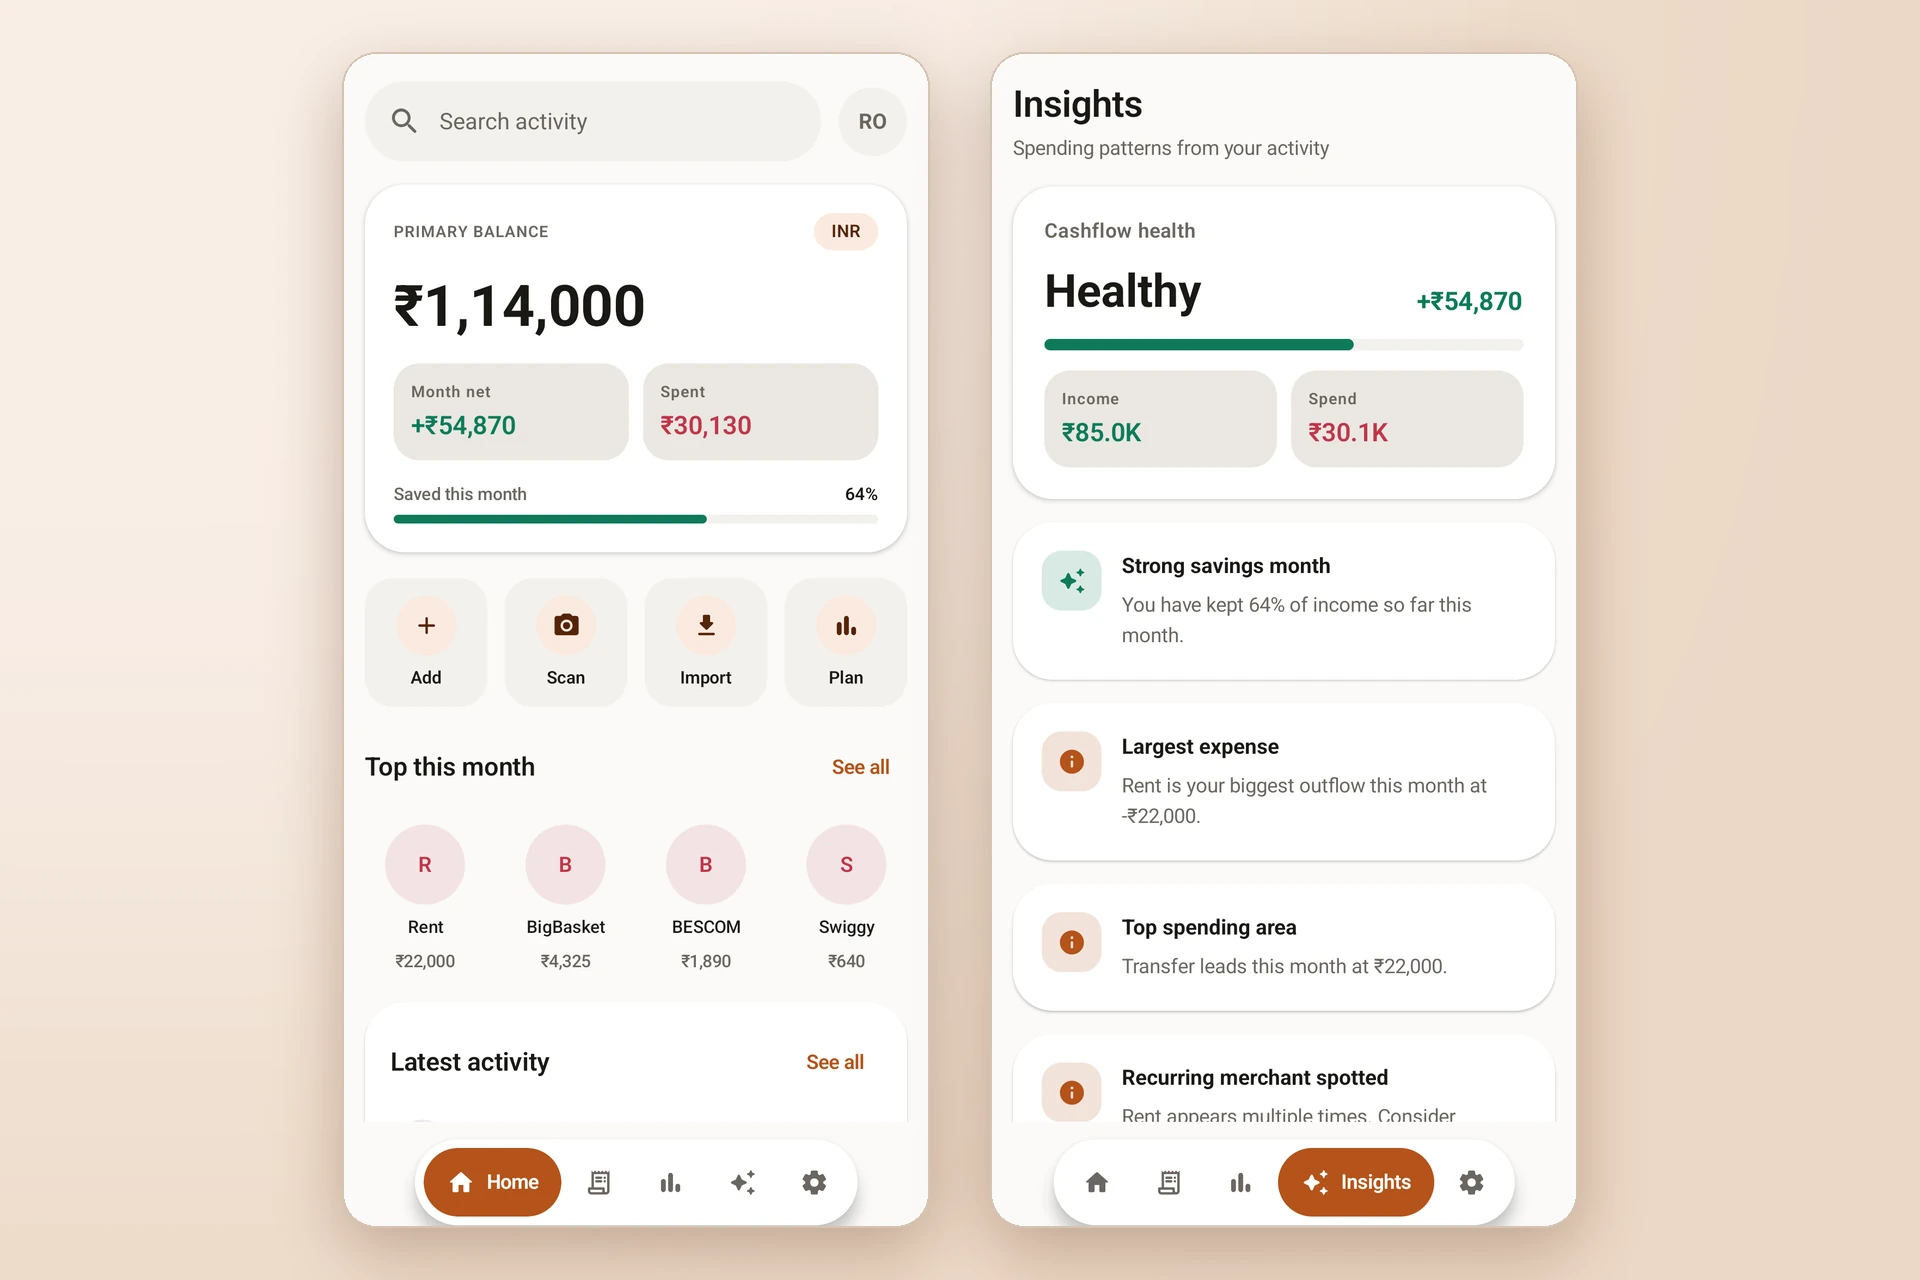 Search activity
RO
PRIMARY BALANCE
INR
₹1,14,000
Month net
+₹54,870
Spent
₹30,130
Saved this month
64%
Add
Scan
Import
Plan
Top this month
See all
R
B
B
S
Rent
BigBasket
BESCOM
Swiggy
₹22,000
₹4,325
₹1,890
₹640
Latest activity
See all
Home
Insights
Spending patterns from your activity
Cashflow health
Healthy
+₹54,870
Income
₹85.0K
Spend
₹30.1K
Strong savings month
You have kept 64% of income so far this
month.
Largest expense
Rent is your biggest outflow this month at
-₹22,000.
Top spending area
Transfer leads this month at ₹22,000.
Recurring merchant spotted
Rent appears multiple times. Consider
Insights